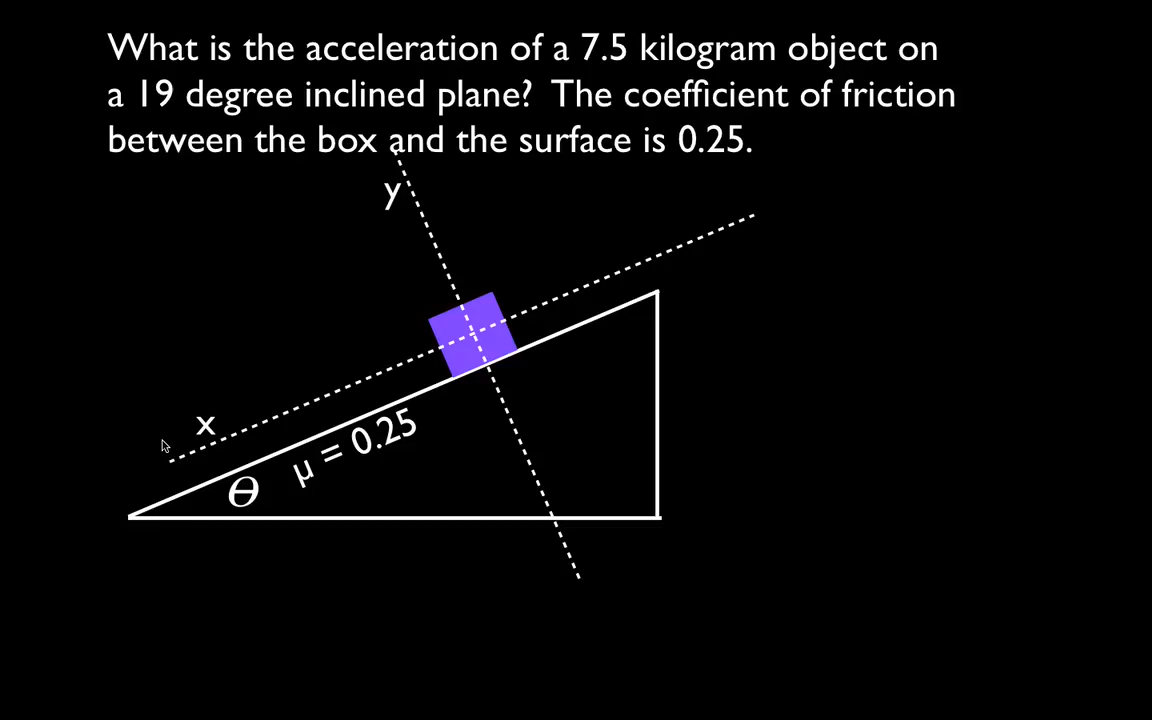 What is the acceleration of a 7.5 kilogram object on
a 19 degree inclined plane?  The coefficient of friction
between the box and the surface is 0.25.
y
x
μ = 0.25
Θ